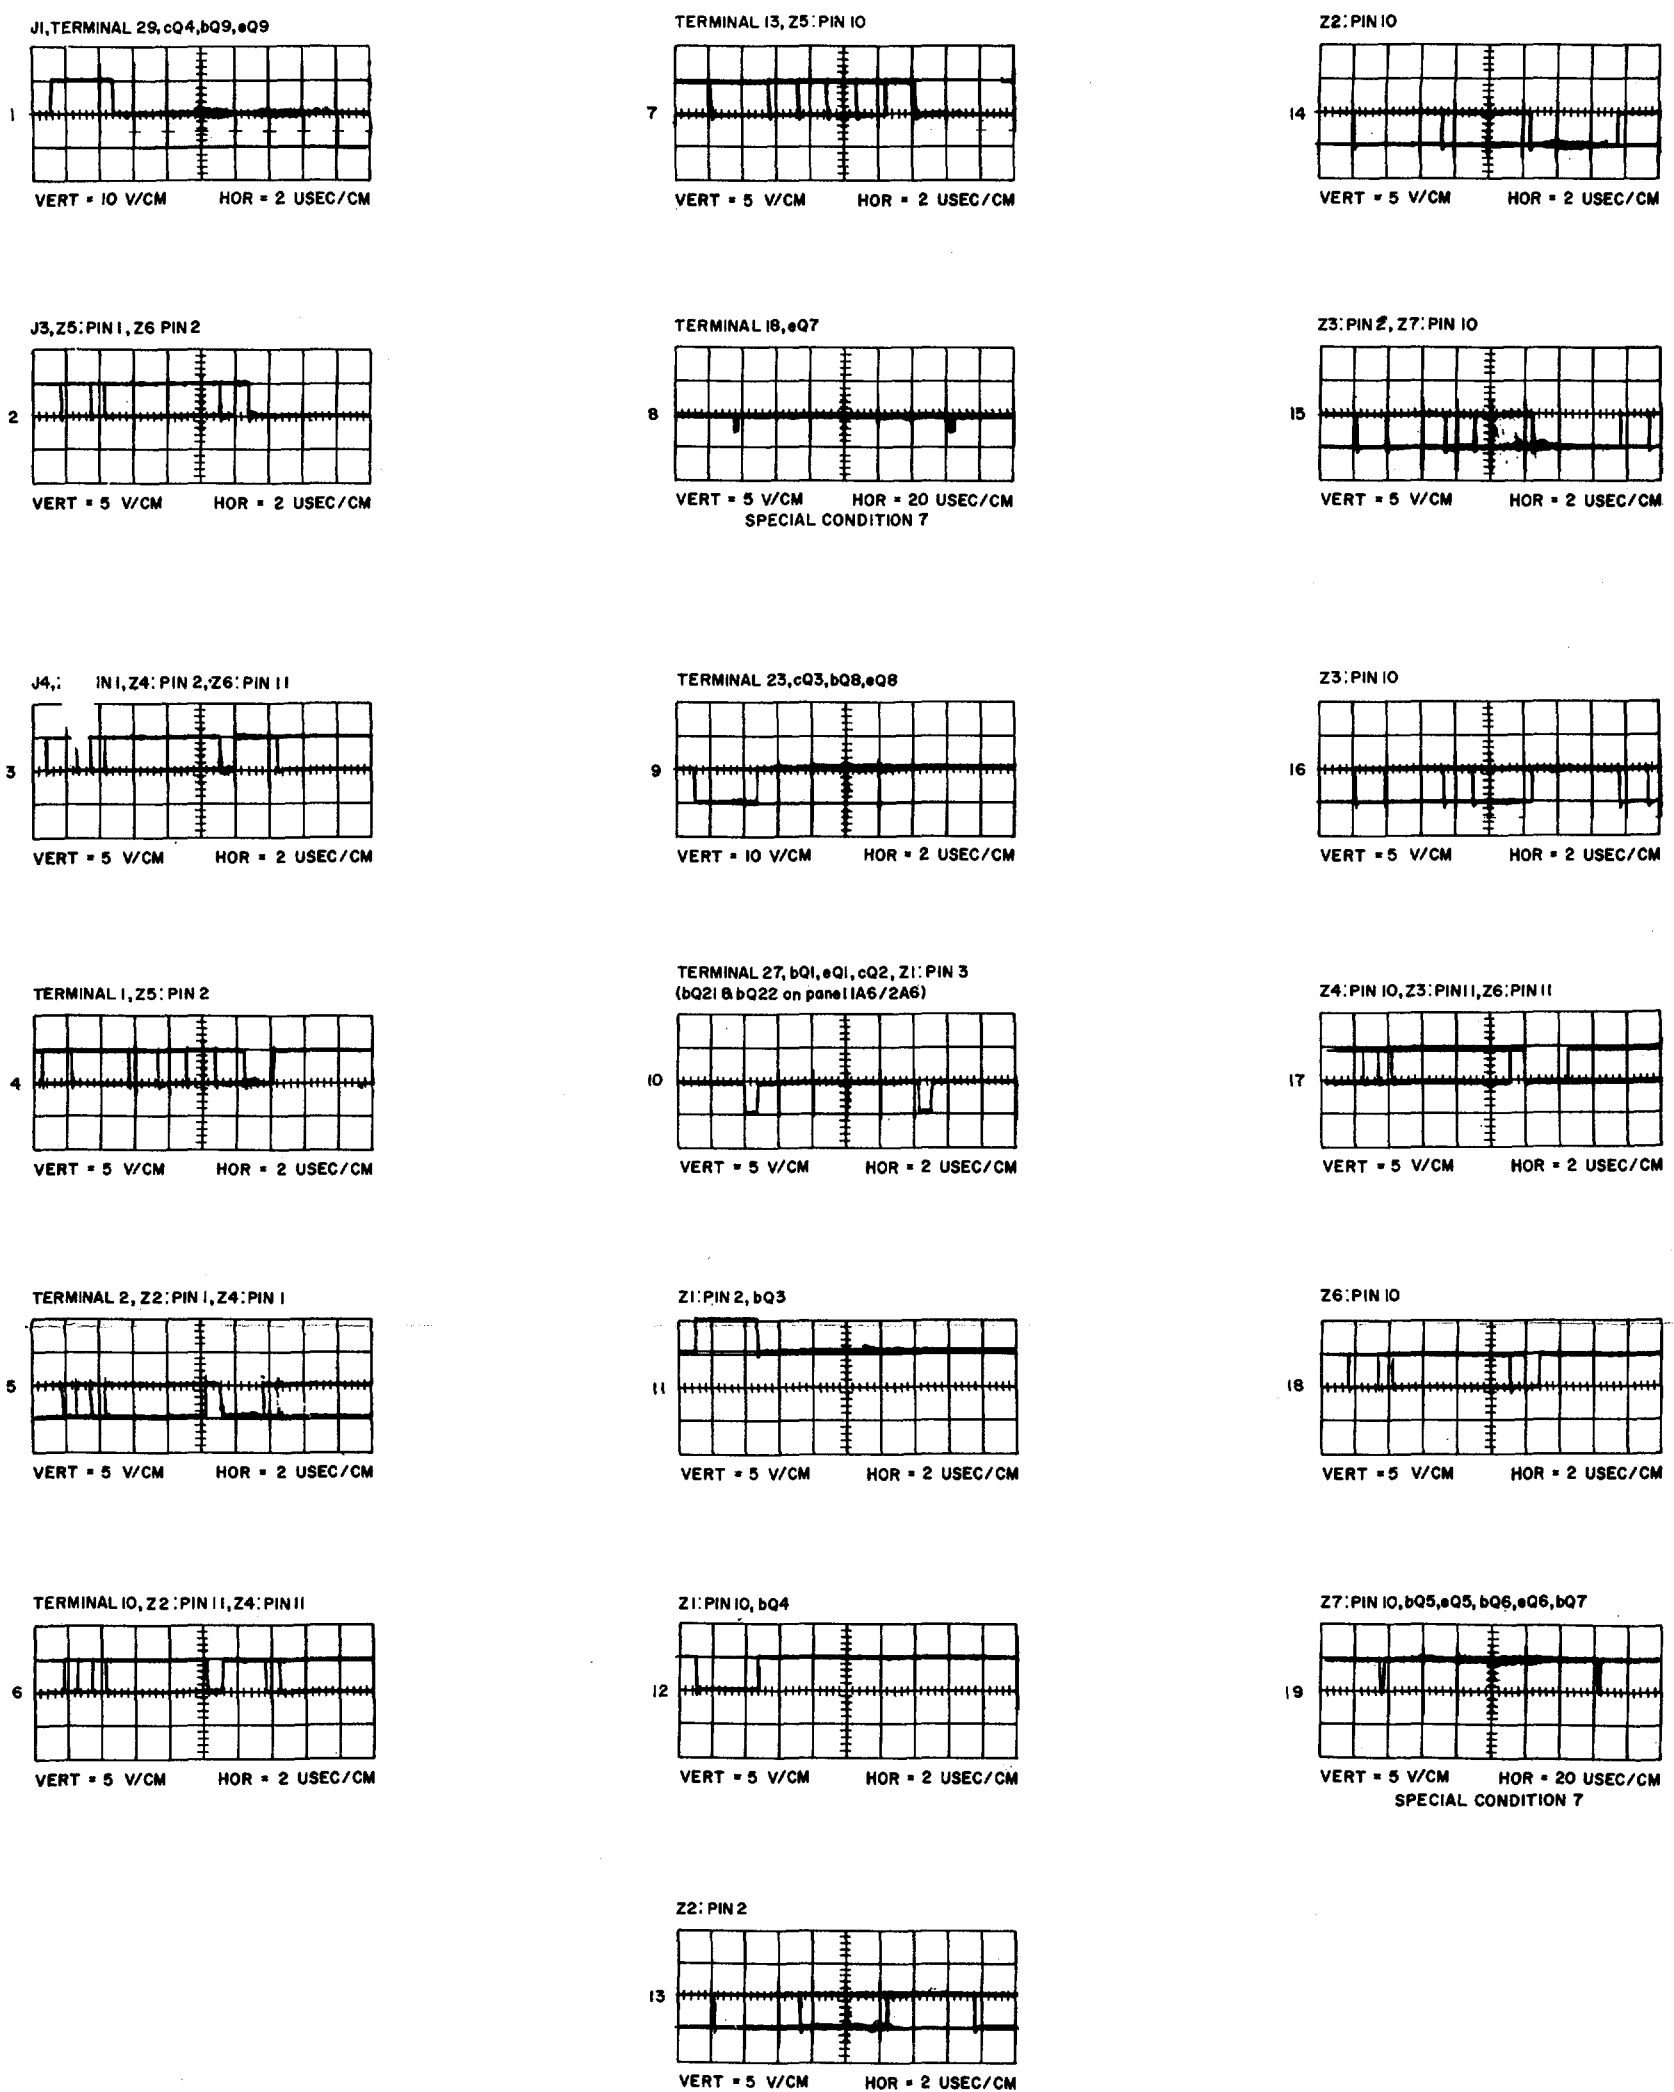 J1,TERMINAL 29,cQ4,bQ9,eQ9
1
VERT = 10 V/CM HOR = 2 USEC/CM
J3,Z5:PIN 1,Z6 PIN 2
2
VERT = 5 V/CM HOR = 2 USEC/CM
J4, IN 1,Z4:PIN 2,Z6:PIN 11
3
VERT = 5 V/CM HOR = 2 USEC/CM
TERMINAL 1,Z5:PIN 2
4
VERT = 5 V/CM HOR = 2 USEC/CM
TERMINAL 2,Z2:PIN 1,Z4:PIN 1
5
VERT = 5 V/CM HOR = 2 USEC/CM
TERMINAL 10,Z2:PIN 11,Z4:PIN 11
6
VERT = 5 V/CM HOR = 2 USEC/CM
TERMINAL 13,Z5:PIN 10
7
VERT = 5 V/CM HOR = 2 USEC/CM
TERMINAL 18,eQ7
8
VERT = 5 V/CM HOR = 20 USEC/CM
SPECIAL CONDITION 7
TERMINAL 23,cQ3,bQ8,eQ8
9
VERT = 10 V/CM HOR = 2 USEC/CM
TERMINAL 27,bQ1,eQ1,cQ2,Z1:PIN 3
(bQ21 & bQ22 on panel 1A6/2A6)
10
VERT = 5 V/CM HOR = 2 USEC/CM
Z1:PIN 2,bQ3
11
VERT = 5 V/CM HOR = 2 USEC/CM
Z1:PIN 10,bQ4
12
VERT = 5 V/CM HOR = 2 USEC/CM
Z2:PIN 2
13
VERT = 5 V/CM HOR = 2 USEC/CM
Z2:PIN 10
14
VERT = 5 V/CM HOR = 2 USEC/CM
Z3:PIN 2,Z7:PIN 10
15
VERT = 5 V/CM HOR = 2 USEC/CM
Z3:PIN 10
16
VERT = 5 V/CM HOR = 2 USEC/CM
Z4:PIN 10,Z3:PIN 11,Z6:PIN 11
17
VERT = 5 V/CM HOR = 2 USEC/CM
Z6:PIN 10
18
VERT = 5 V/CM HOR = 2 USEC/CM
Z7:PIN 10,bQ5,eQ5,bQ6,eQ6,bQ7
19
VERT = 5 V/CM HOR = 20 USEC/CM
SPECIAL CONDITION 7